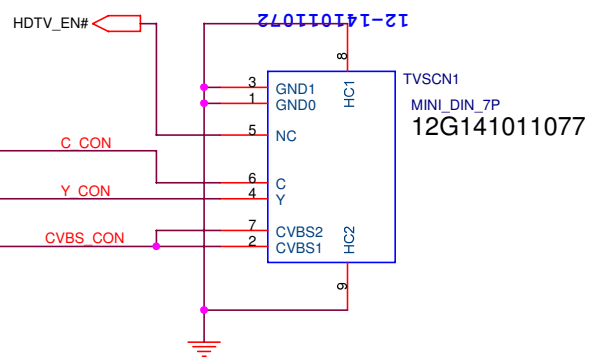 HDTV_EN#
12-141011072
8
TVSCN1
3 GND1
HC1
MINI_DIN_7P
1 GND0
12G141011077
5 NC
C_CON
6 C
Y_CON
4 Y
7 CVBS2
CVBS_CON
2 CVBS1
HC2
9